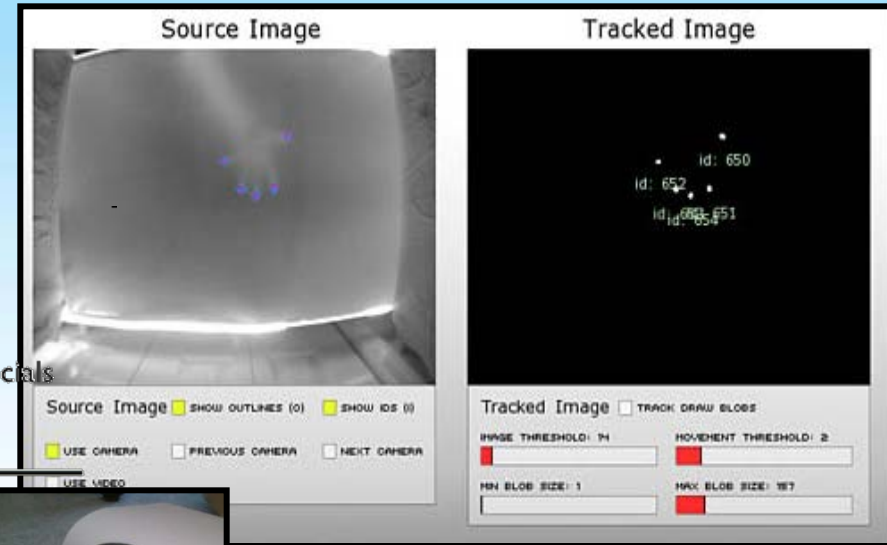 Source Image
Tracked Image
id: 650
id: 652
id: 651
id: 654
cials
Source Image
SHOW OUTLINES (O)
SHOW IDS (I)
USE CAMERA
PREVIOUS CAMERA
NEXT CAMERA
USE VIDEO
Tracked Image
TRACK DRAW BLOBS
IMAGE THRESHOLD: 14
MOVEMENT THRESHOLD: 2
MIN BLOB SIZE: 1
MAX BLOB SIZE: 157